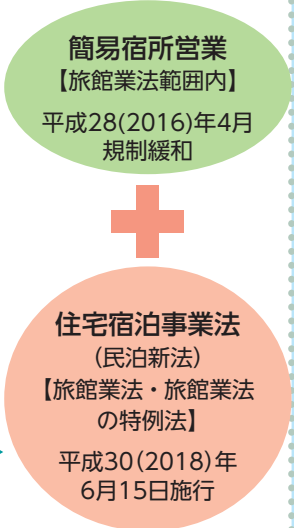 簡易宿所営業
【旅館業法範囲内】
平成28(2016)年4月
規制緩和
住宅宿泊事業法
(民泊新法)
【旅館業法・旅館業法
の特例法】
平成30(2018)年
6月15日施行